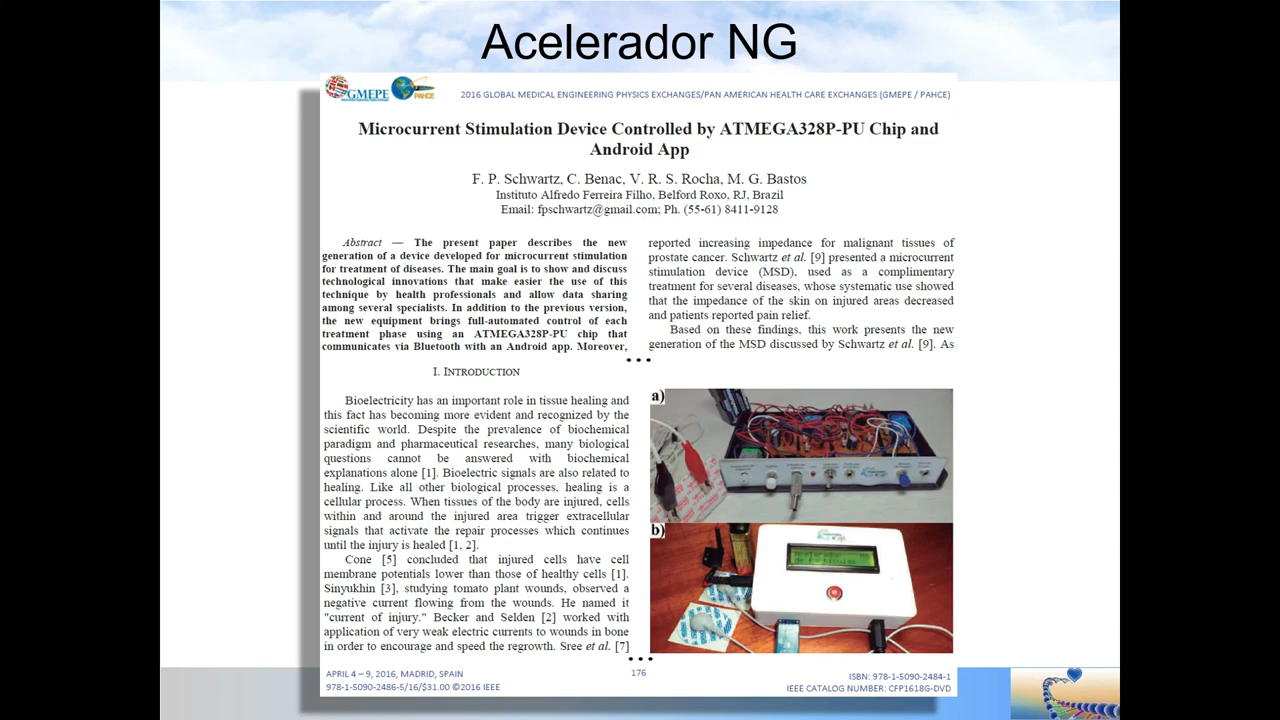 Acelerador NG
GMEPE
PAHCE
2016 GLOBAL MEDICAL ENGINEERING PHYSICS EXCHANGES/PAN AMERICAN HEALTH CARE EXCHANGES (GMEPE / PAHCE)
Microcurrent Stimulation Device Controlled by ATMEGA328P-PU Chip and
Android App
F. P. Schwartz, C. Benac, V. R. S. Rocha, M. G. Bastos
Instituto Alfredo Ferreira Filho, Belford Roxo, RJ, Brazil
Email: fpschwartz@gmail.com; Ph. (55-61) 8411-9128
Abstract — The present paper describes the new
generation of a device developed for microcurrent stimulation
for treatment of diseases. The main goal is to show and discuss
technological innovations that make easier the use of this
technique by health professionals and allow data sharing
among several specialists. In addition to the previous version,
the new equipment brings full-automated control of each
treatment phase using an ATMEGA328P-PU chip that
communicates via Bluetooth with an Android app. Moreover,
I. INTRODUCTION
Bioelectricity has an important role in tissue healing and
this fact has becoming more evident and recognized by the
scientific world. Despite the prevalence of biochemical
paradigm and pharmaceutical researches, many biological
questions cannot be answered with biochemical
explanations alone [1]. Bioelectric signals are also related to
healing. Like all other biological processes, healing is a
cellular process. When tissues of the body are injured, cells
within and around the injured area trigger extracellular
signals that activate the repair processes which continues
until the injury is healed [1, 2].
Cone [5] concluded that injured cells have cell
membrane potentials lower than those of healthy cells [1].
Sinyukhin [3], studying tomato plant wounds, observed a
negative current flowing from the wounds. He named it
"current of injury." Becker and Selden [2] worked with
application of very weak electric currents to wounds in bone
in order to encourage and speed the regrowth. Sree et al. [7]
reported increasing impedance for malignant tissues of
prostate cancer. Schwartz et al. [9] presented a microcurrent
stimulation device (MSD), used as a complimentary
treatment for several diseases, whose systematic use showed
that the impedance of the skin on injured areas decreased
and patients reported pain relief.
Based on these findings, this work presents the new
generation of the MSD discussed by Schwartz et al. [9]. As
• • •
a)
b)
Acelerador NG
de Partículas
• • •
APRIL 4 – 9, 2016, MADRID, SPAIN
978-1-5090-2486-5/16/$31.00 ©2016 IEEE
176
ISBN: 978-1-5090-2484-1
IEEE CATALOG NUMBER: CFP1618G-DVD